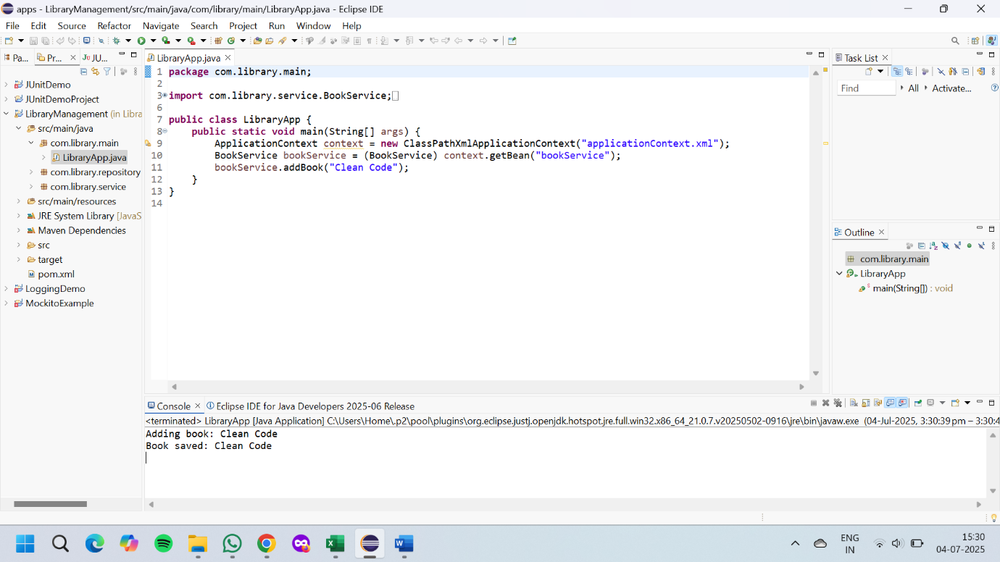 apps - LibraryManagement/src/main/java/com/library/main/LibraryApp.java - Eclipse IDE
File Edit Source Refactor Navigate Search Project Run Window Help
Pa... Pr... JU...
JUnitDemo
JUnitDemoProject
LibraryManagement (in Libra
src/main/java
com.library.main
LibraryApp.java
com.library.repository
com.library.service
src/main/resources
JRE System Library [JavaS
Maven Dependencies
src
target
pom.xml
LoggingDemo
MockitoExample
LibraryApp.java
1 package com.library.main;
2
3 import com.library.service.BookService;
6
7 public class LibraryApp {
8 public static void main(String[] args) {
9 ApplicationContext context = new ClassPathXmlApplicationContext("applicationContext.xml");
10 BookService bookService = (BookService) context.getBean("bookService");
11 bookService.addBook("Clean Code");
12 }
13 }
14
Task List
Find All Activate...
Outline
com.library.main
LibraryApp
main(String[]) : void
Console Eclipse IDE for Java Developers 2025-06 Release
<terminated> LibraryApp [Java Application] C:\Users\Home\.p2\pool\plugins\org.eclipse.justj.openjdk.hotspot.jre.full.win32.x86_64_21.0.7.v20250502-0916\jre\bin\javaw.exe (04-Jul-2025, 3:30:39 pm – 3:30:4
Adding book: Clean Code
Book saved: Clean Code
ENG
IN
15:30
04-07-2025